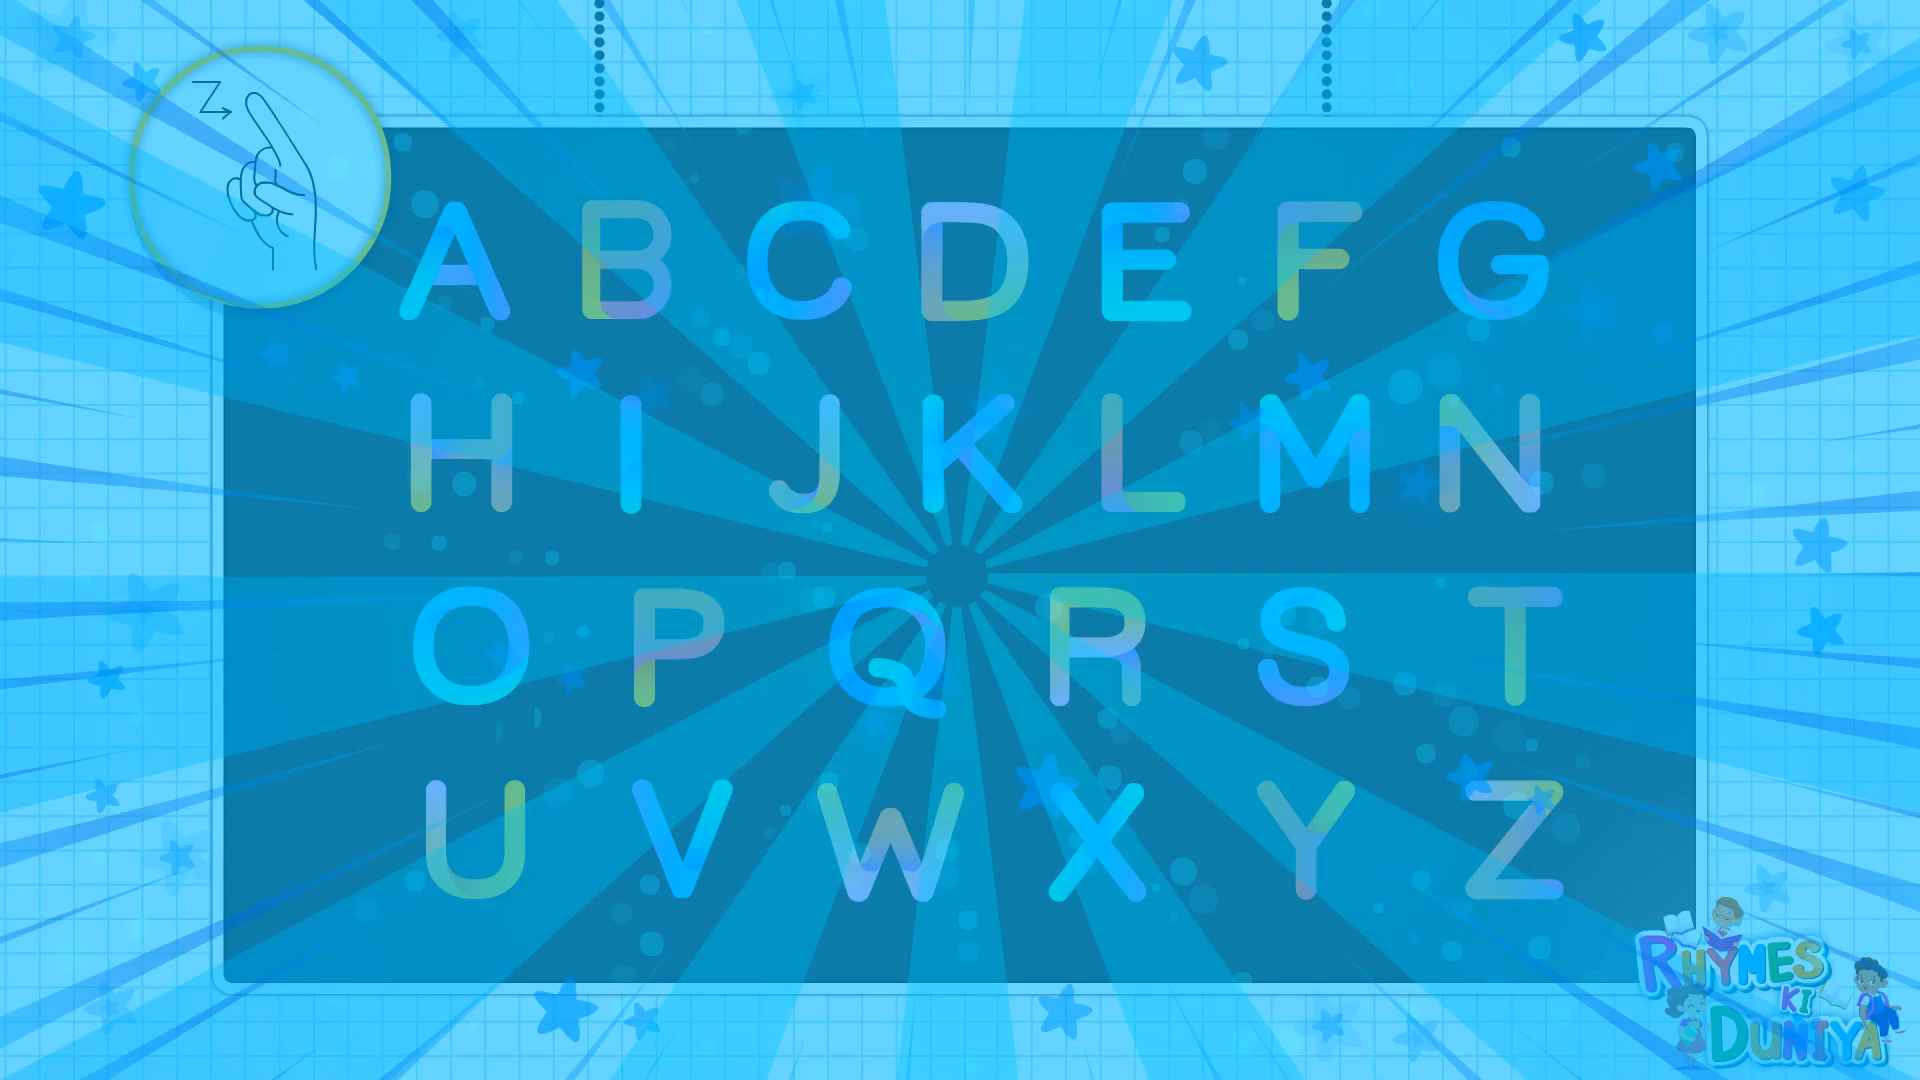 Z
A B C D E F G
H I J K L M N
O P Q R S T
U V W X Y Z
RHYMES
KI
DUNIYA